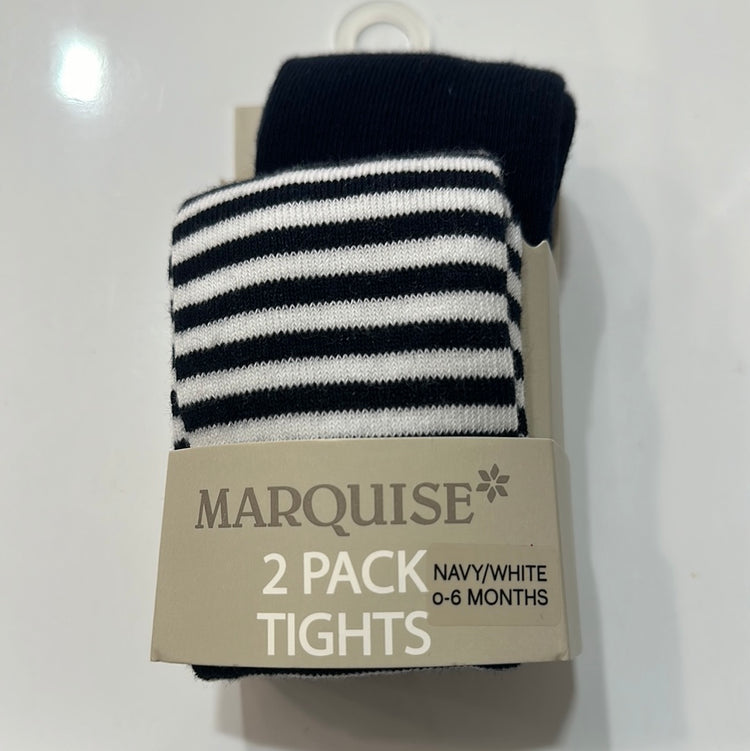 MARQUISE
2 PACK
TIGHTS
NAVY/WHITE
0-6 MONTHS